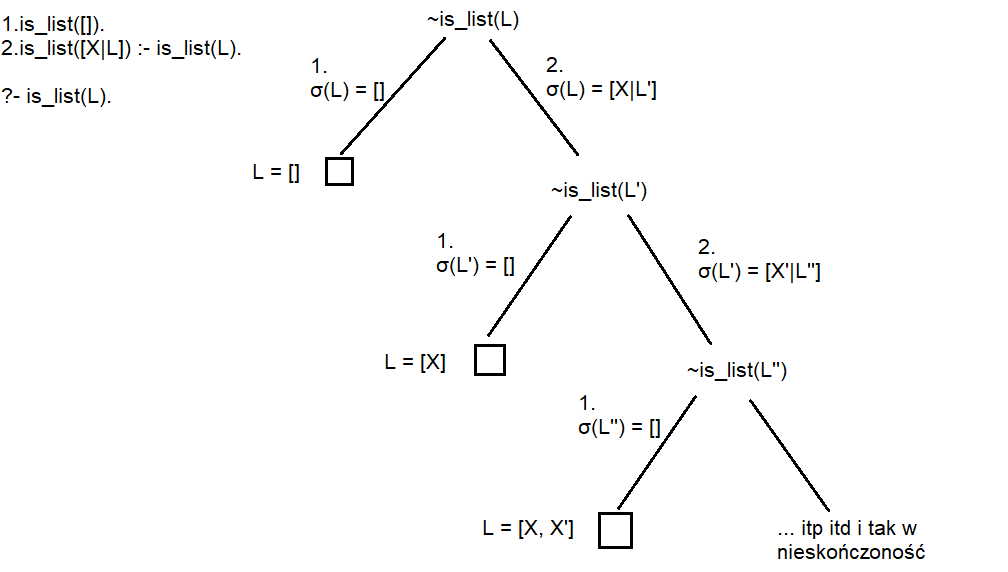 1.is_list([]).
2.is_list([X|L]) :- is_list(L).
?- is_list(L).
~is_list(L)
1.
σ(L) = []
2.
σ(L) = [X|L']
L = []
~is_list(L')
1.
σ(L') = []
2.
σ(L') = [X'|L'']
L = [X]
~is_list(L'')
1.
σ(L'') = []
L = [X, X']
... itp itd i tak w
nieskończoność